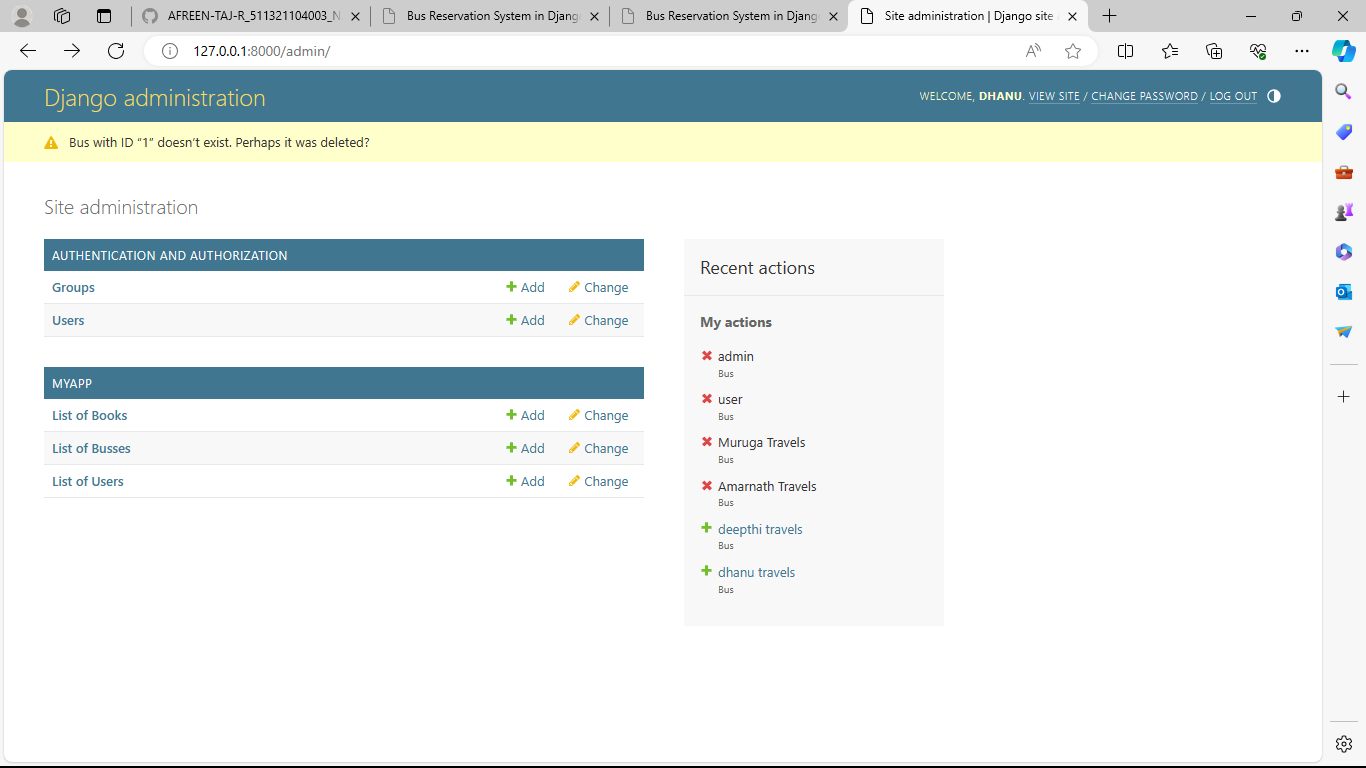 AFREEN-TAJ-R_511321104003_N
Bus Reservation System in Djang
Bus Reservation System in Djang
Site administration | Django site
127.0.0.1:8000/admin/
Django administration
WELCOME, DHANU. VIEW SITE / CHANGE PASSWORD / LOG OUT
Bus with ID “1” doesn’t exist. Perhaps it was deleted?
Site administration
AUTHENTICATION AND AUTHORIZATION
Groups Add Change
Users Add Change
MYAPP
List of Books Add Change
List of Busses Add Change
List of Users Add Change
Recent actions
My actions
admin
Bus
user
Bus
Muruga Travels
Bus
Amarnath Travels
Bus
deepthi travels
Bus
dhanu travels
Bus